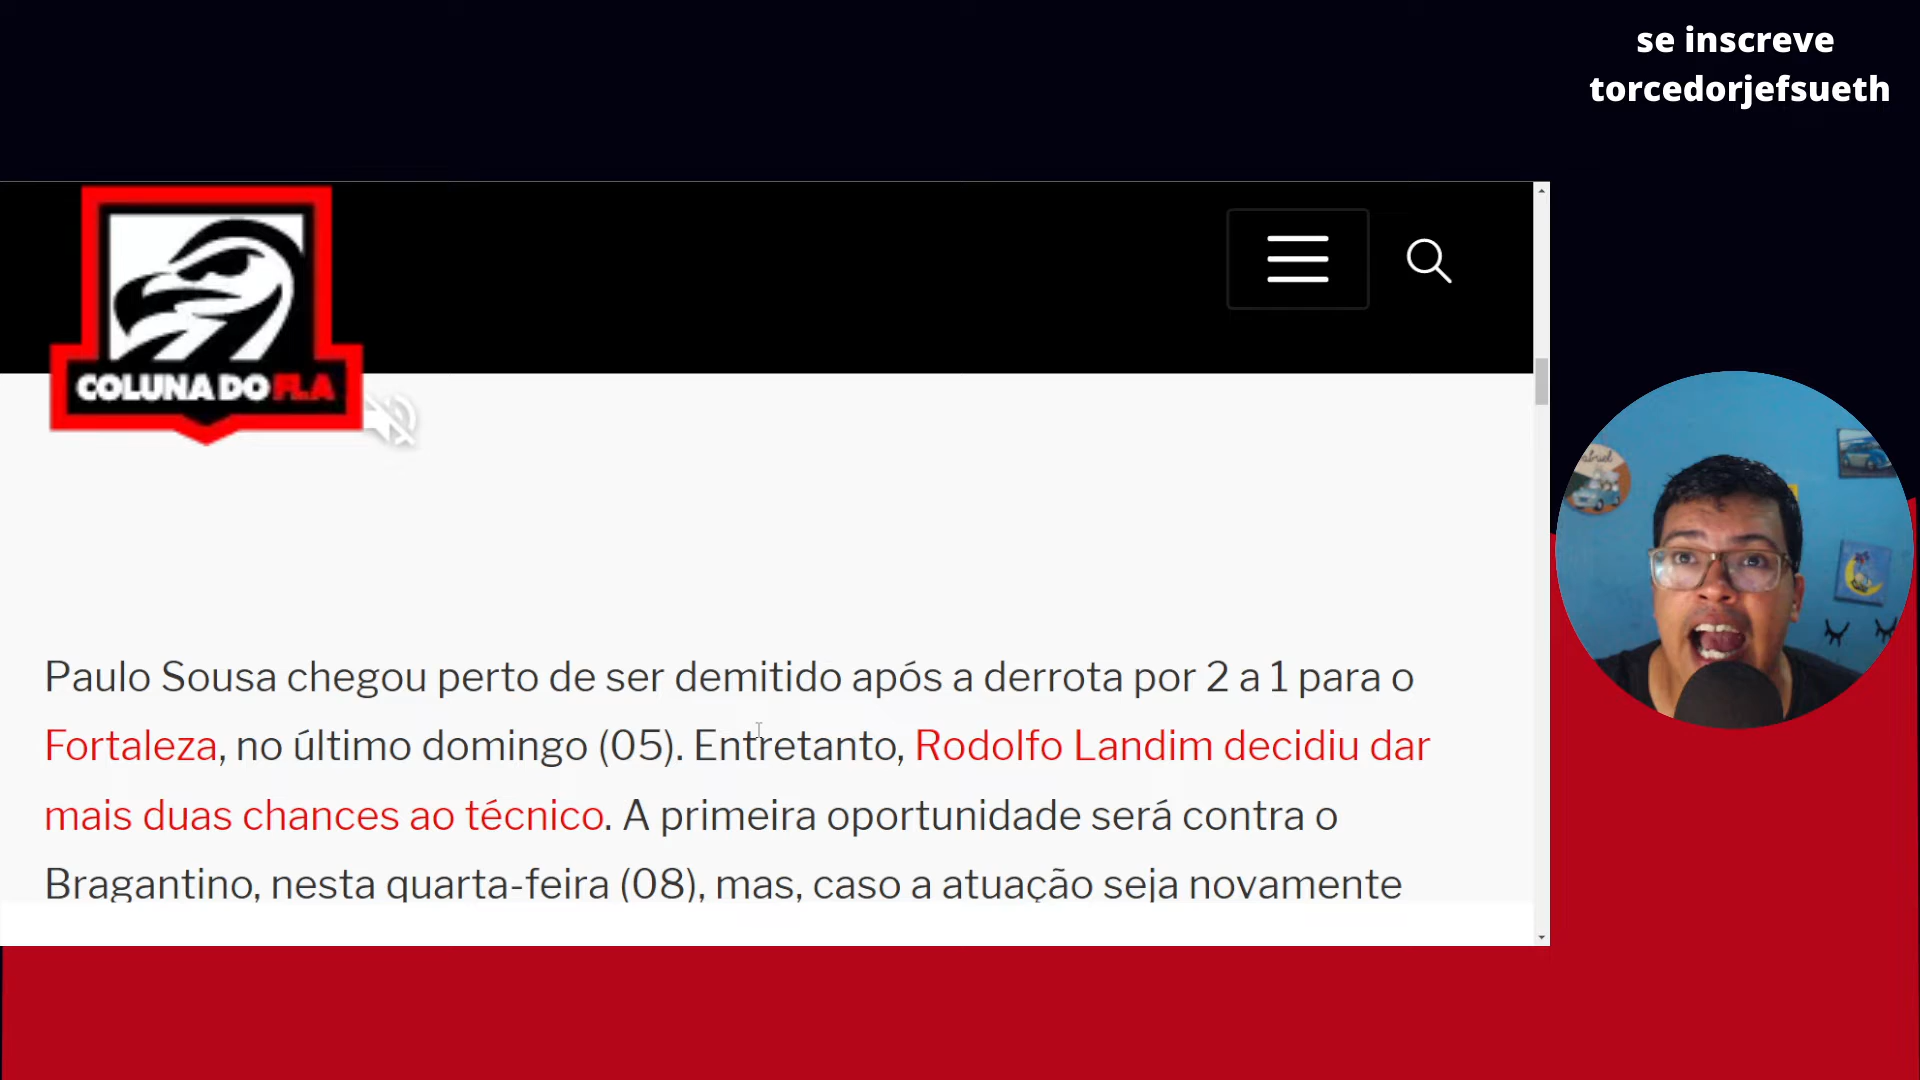 se inscreve
torcedorjefsueth
COLUNA DO FLA
Paulo Sousa chegou perto de ser demitido após a derrota por 2 a 1 para o
Fortaleza, no último domingo (05). Entretanto, Rodolfo Landim decidiu dar
mais duas chances ao técnico. A primeira oportunidade será contra o
Bragantino, nesta quarta-feira (08), mas, caso a atuação seja novamente